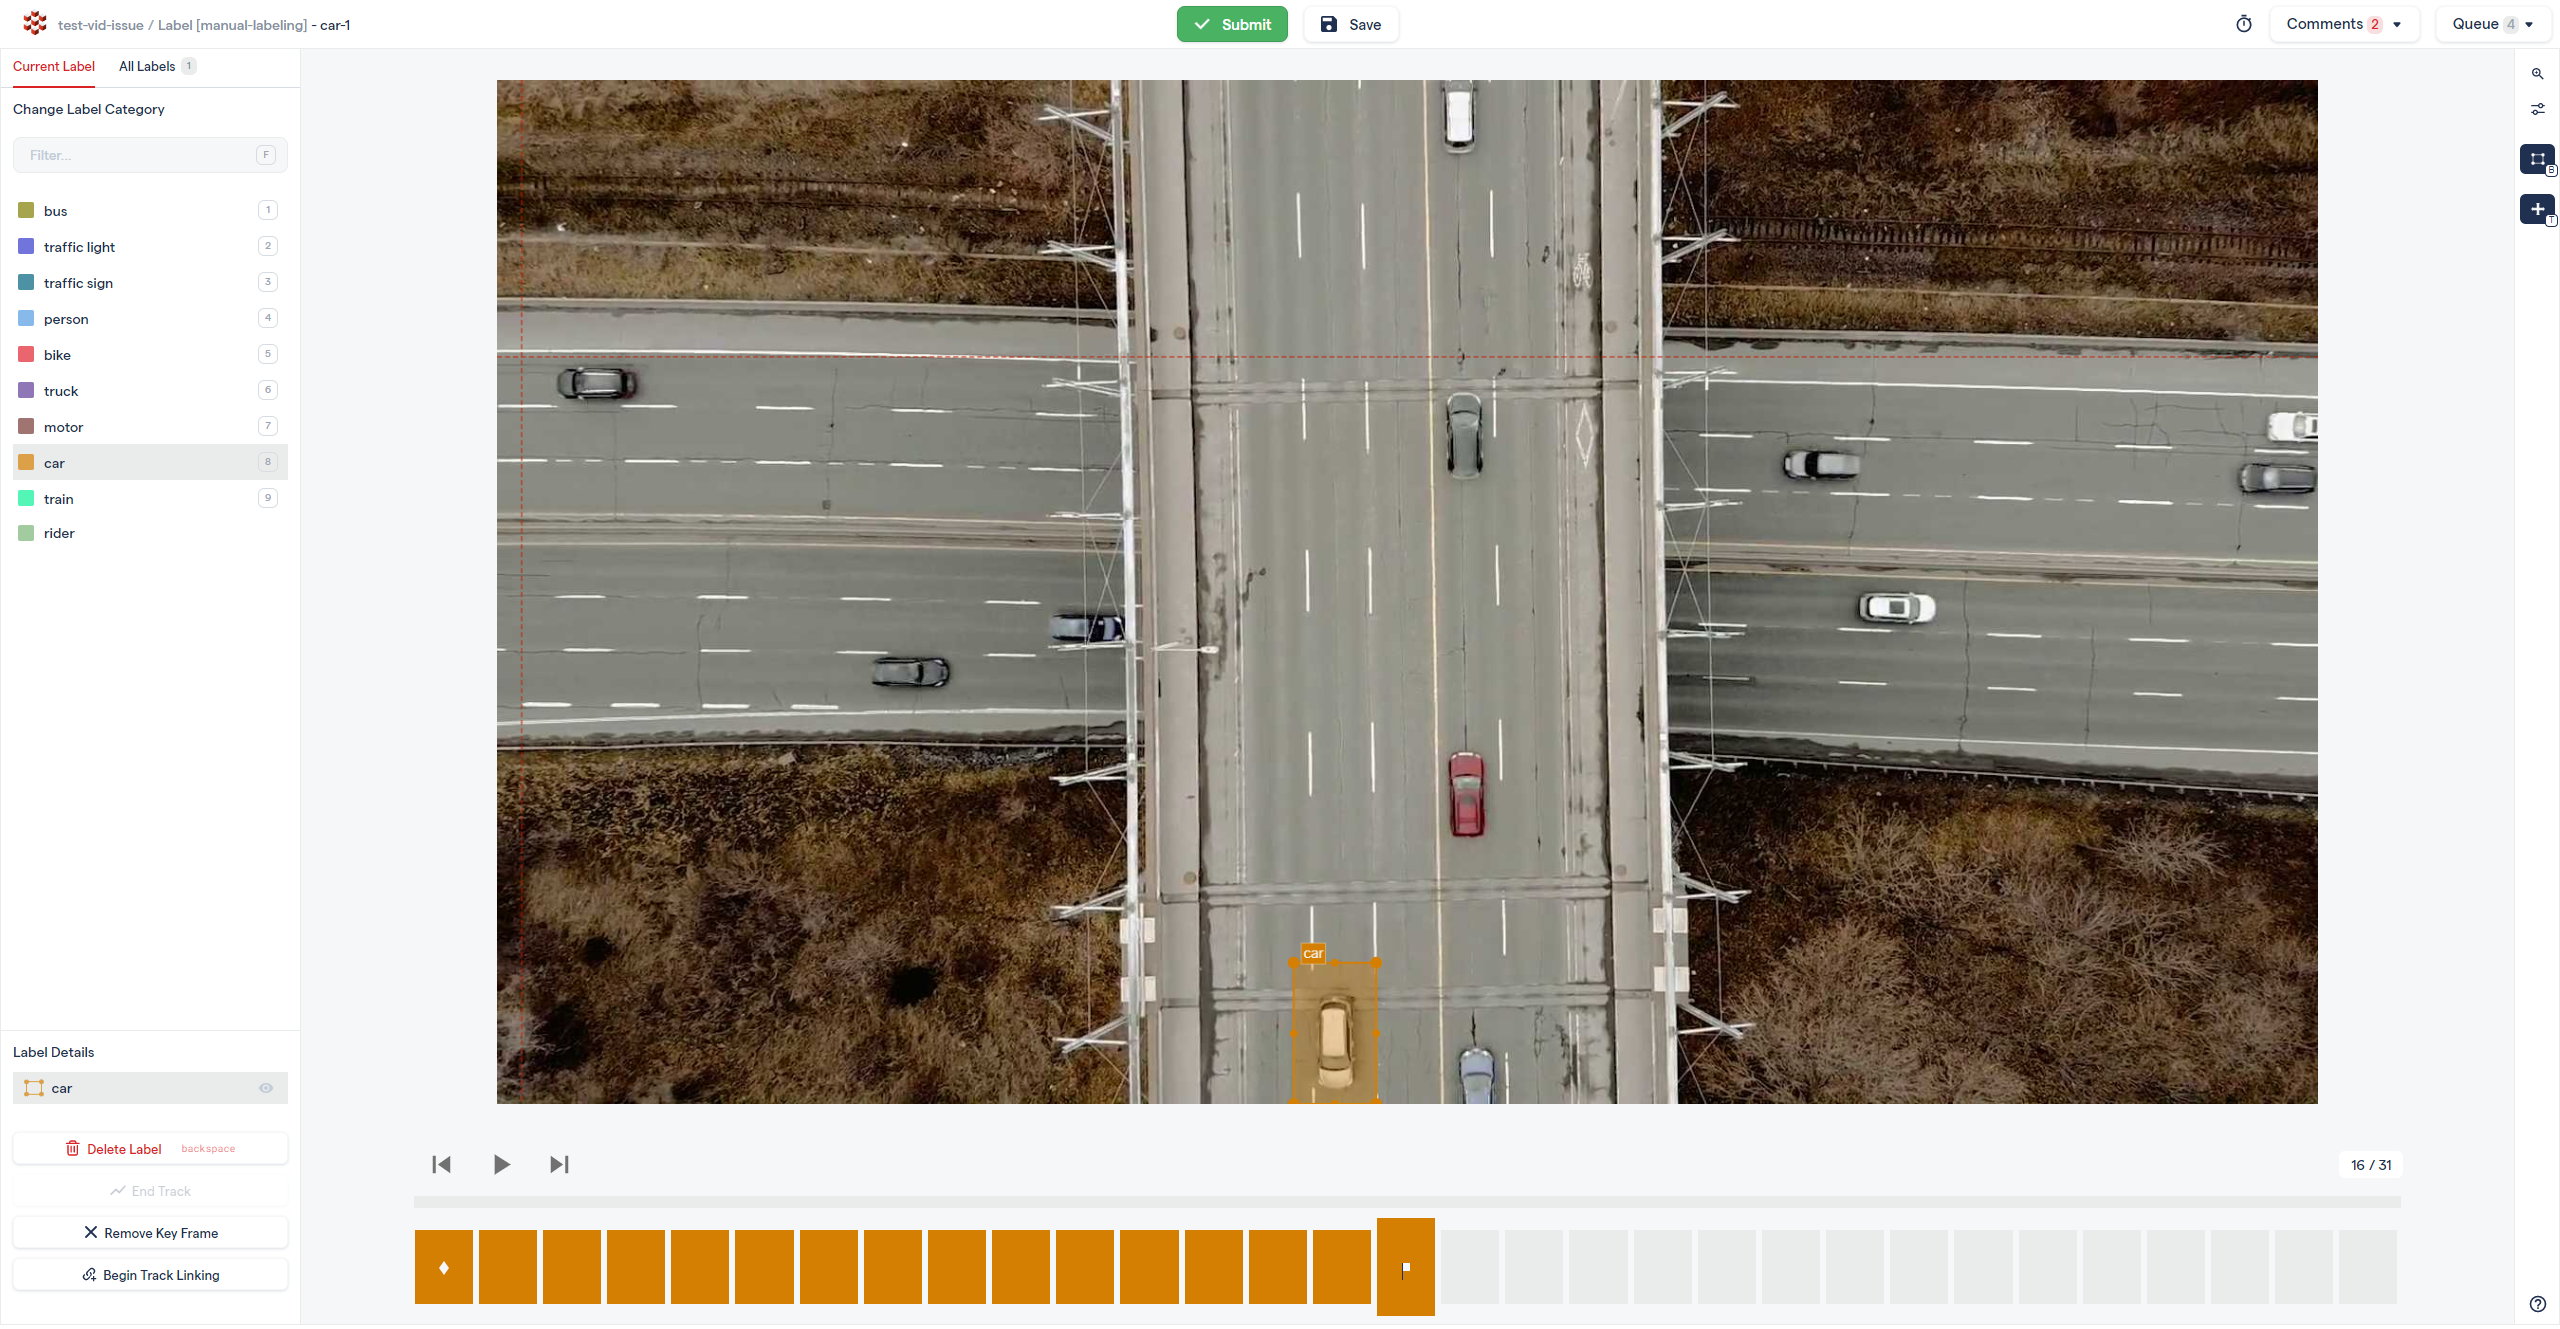 test-vid-issue / Label [manual-labeling] - car-1
Submit
Save
Comments 2
Queue 4
Current Label
All Labels 1
Change Label Category
Filter... F
bus 1
traffic light 2
traffic sign 3
person 4
bike 5
truck 6
motor 7
car 8
train 9
rider
B
T
car
Label Details
car
Delete Label backspace
End Track
Remove Key Frame
Begin Track Linking
16 / 31